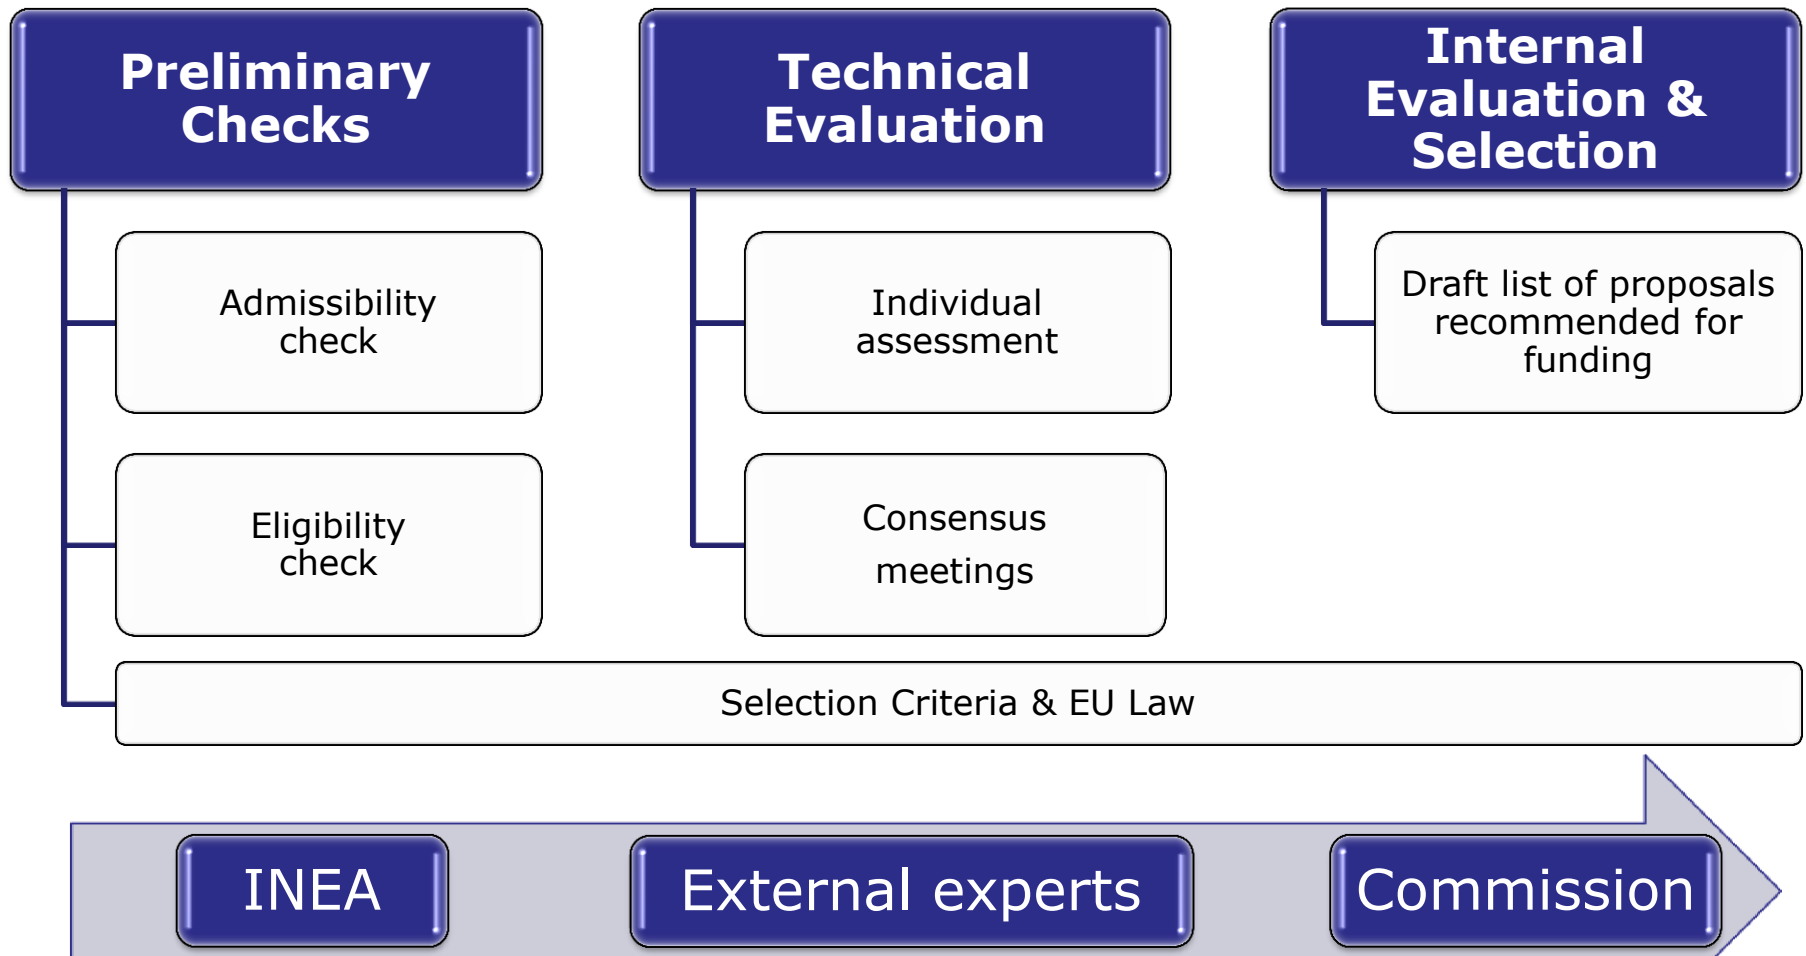 Preliminary
Checks
Technical
Evaluation
Internal
Evaluation &
Selection
Admissibility
check
Individual
assessment
Draft list of proposals
recommended for
funding
Eligibility
check
Consensus
meetings
Selection Criteria & EU Law
INEA
External experts
Commission